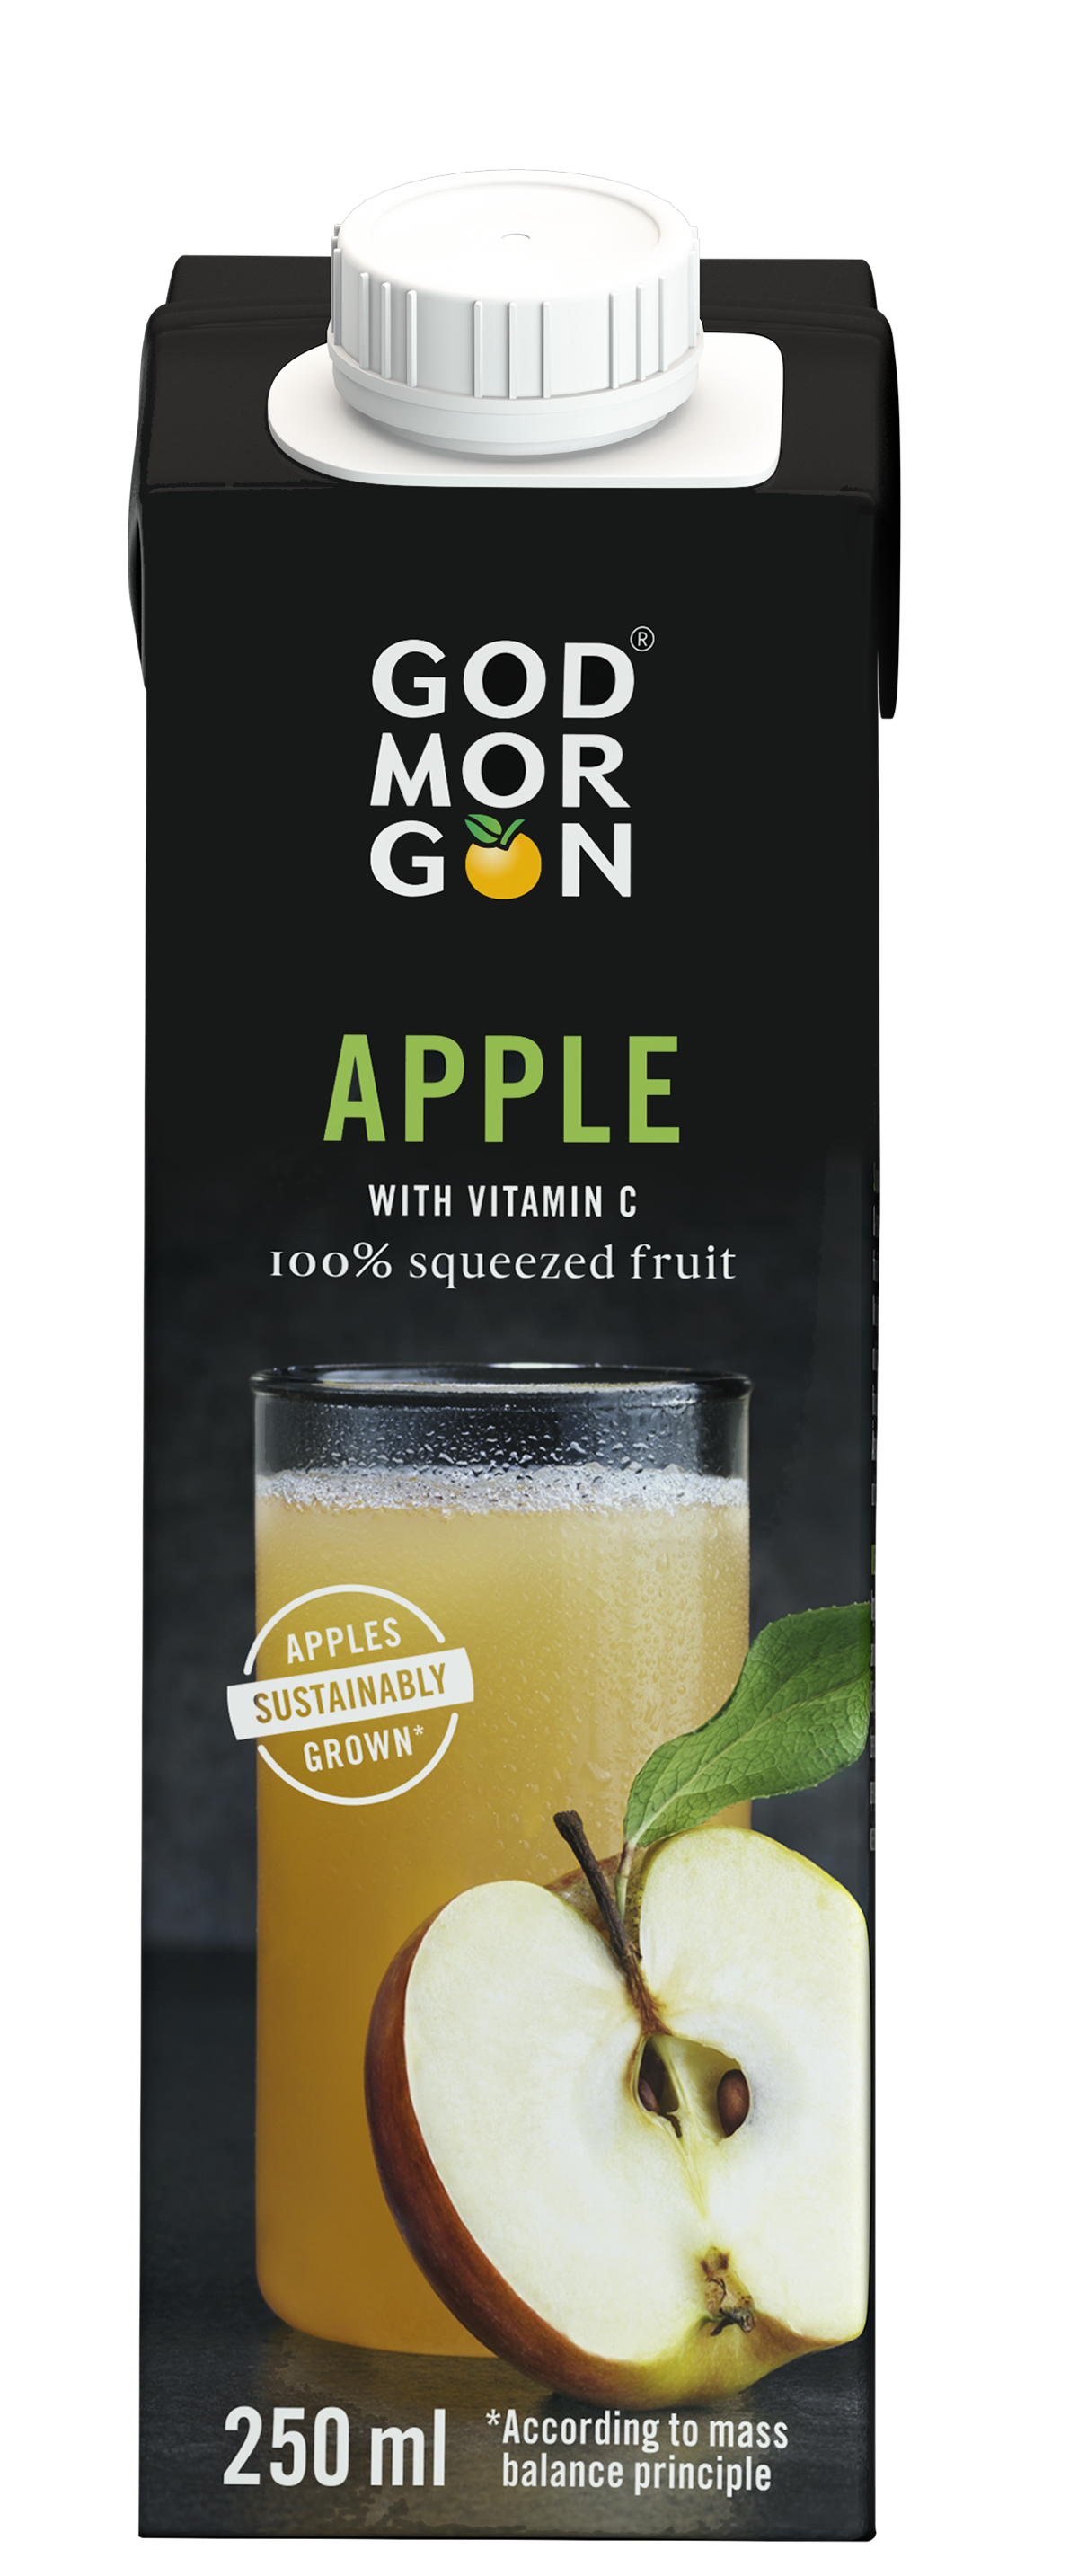 GOD®
MOR
GON
APPLE
WITH VITAMIN C
100% squeezed fruit
APPLES
SUSTAINABLY
GROWN*
250 ml
*According to mass
balance principle